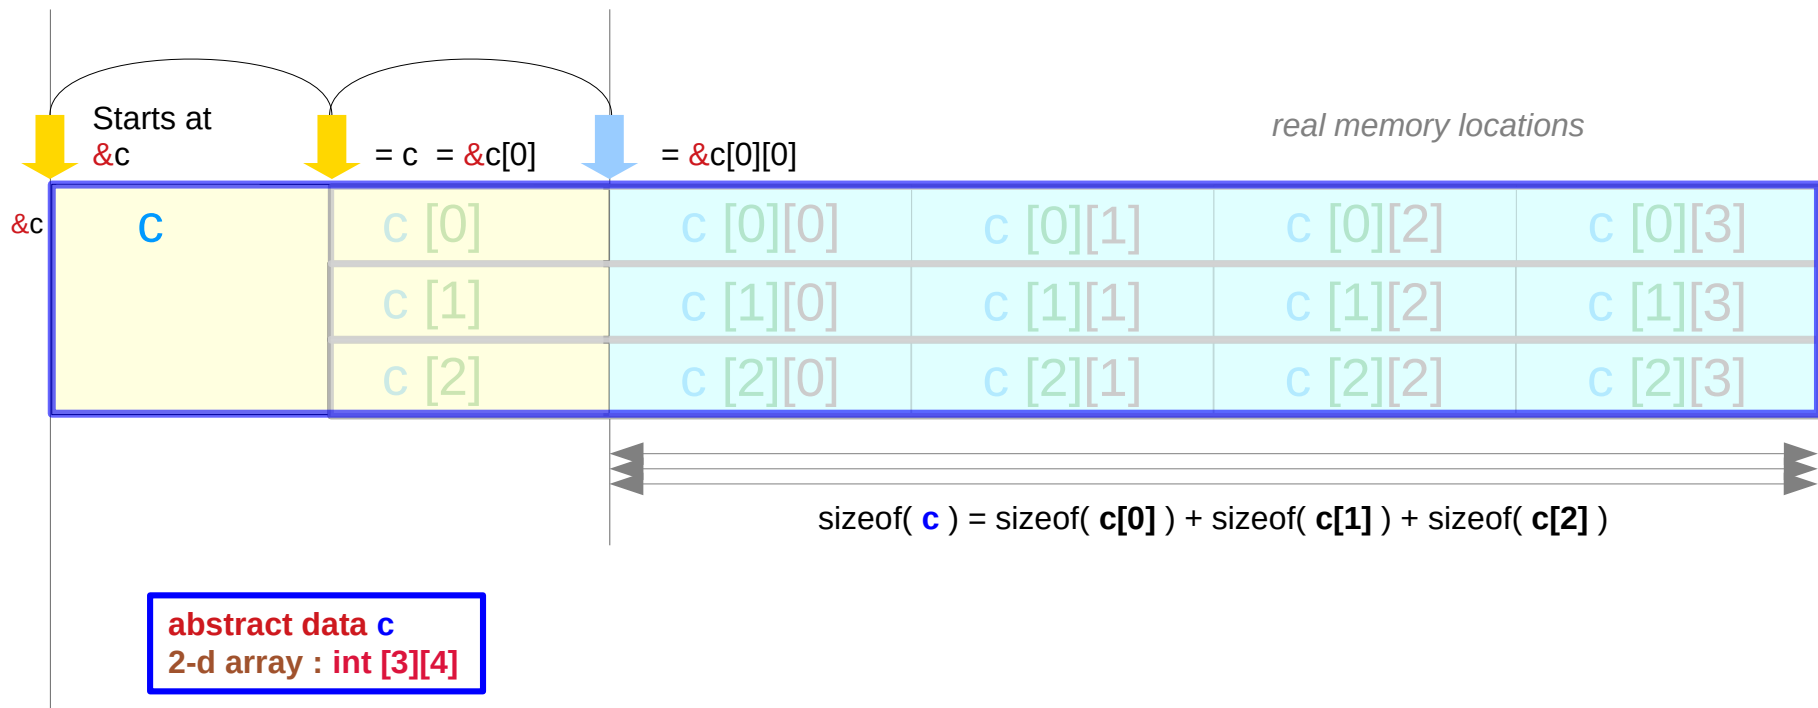 Starts at
&c
= c = &c[0]
= &c[0][0]
real memory locations
&c
c
c [0]
c [0][0]
c [0][1]
c [0][2]
c [0][3]
c [1]
c [1][0]
c [1][1]
c [1][2]
c [1][3]
c [2]
c [2][0]
c [2][1]
c [2][2]
c [2][3]
sizeof( c ) = sizeof( c[0] ) + sizeof( c[1] ) + sizeof( c[2] )
abstract data c
2-d array : int [3][4]